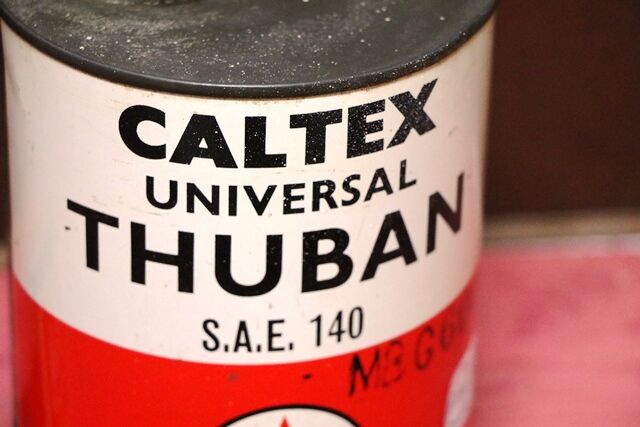 CALTEX
UNIVERSAL
THUBAN
S.A.E. 140